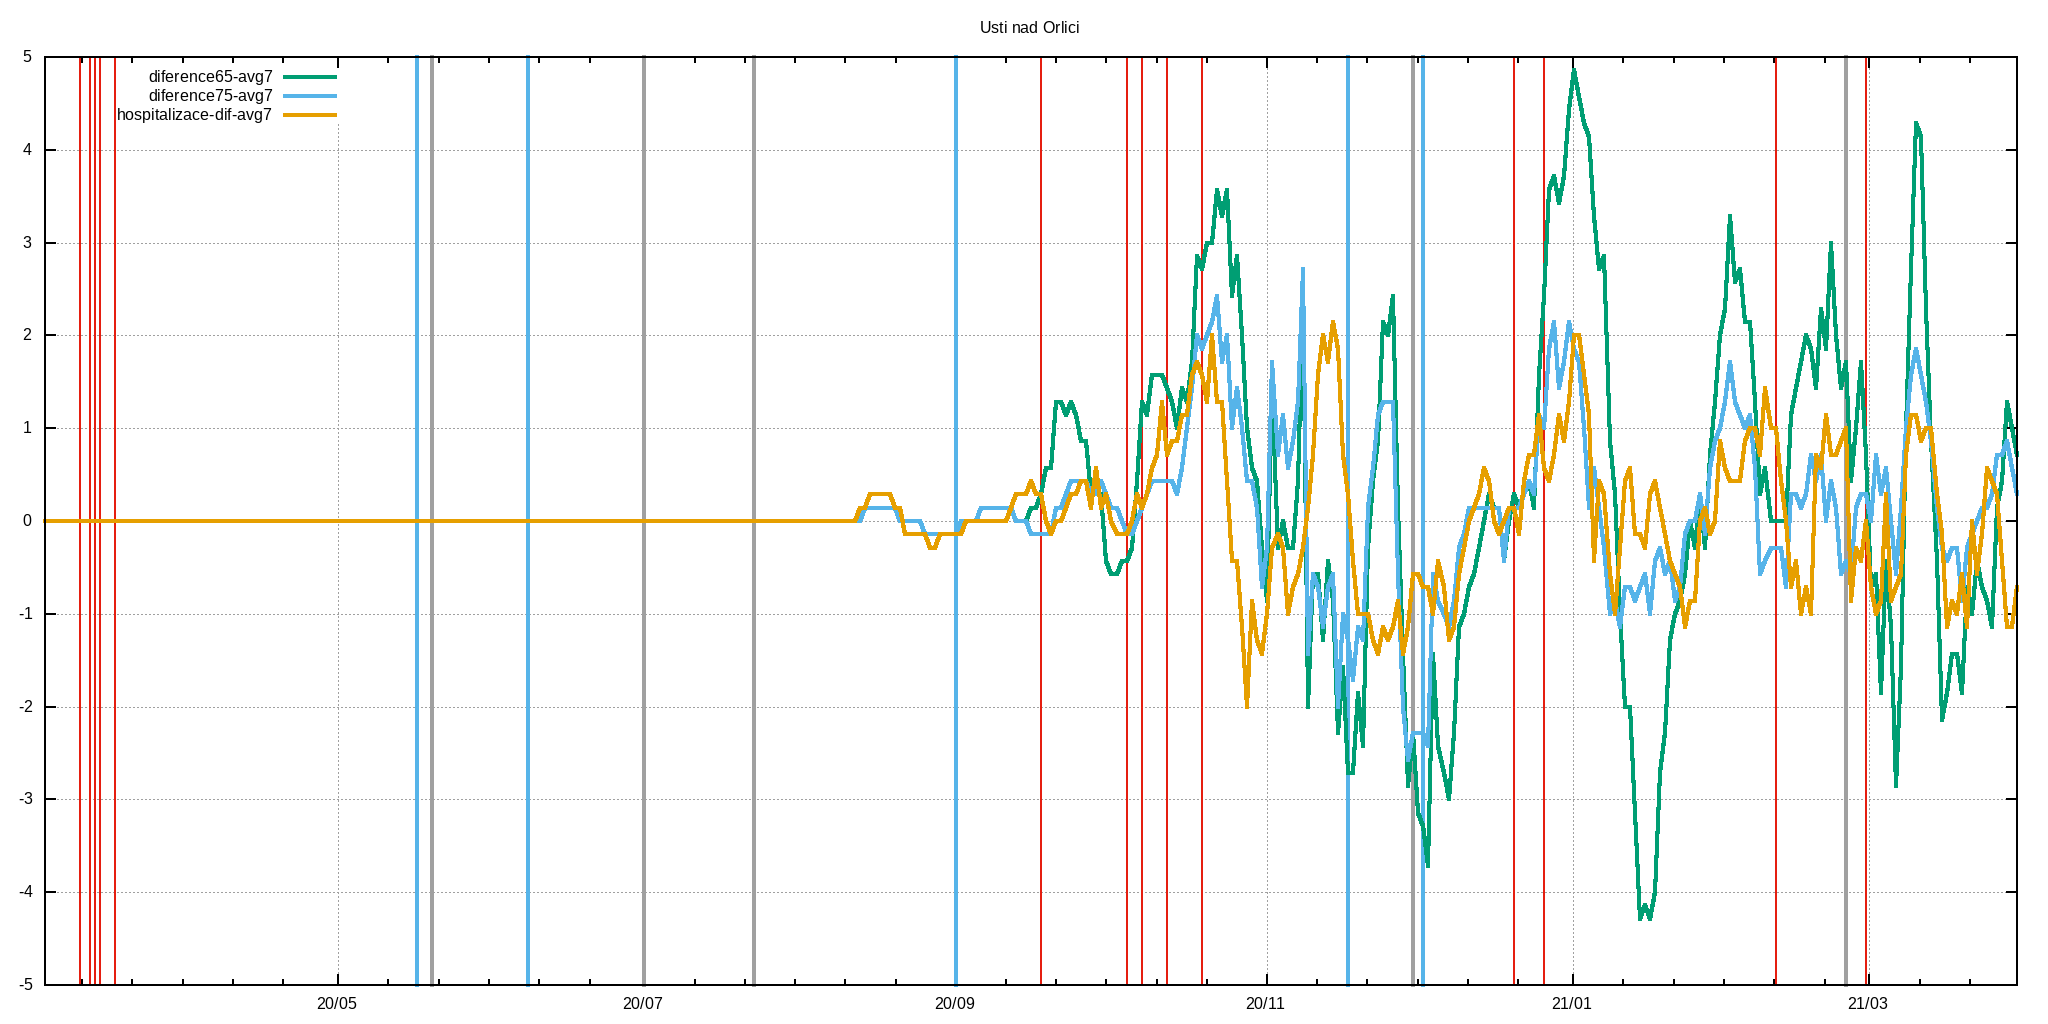 Usti nad Orlici
diference65-avg7
diference75-avg7
hospitalizace-dif-avg7
5
4
3
2
1
0
-1
-2
-3
-4
-5
20/05 20/07 20/09 20/11 21/01 21/03